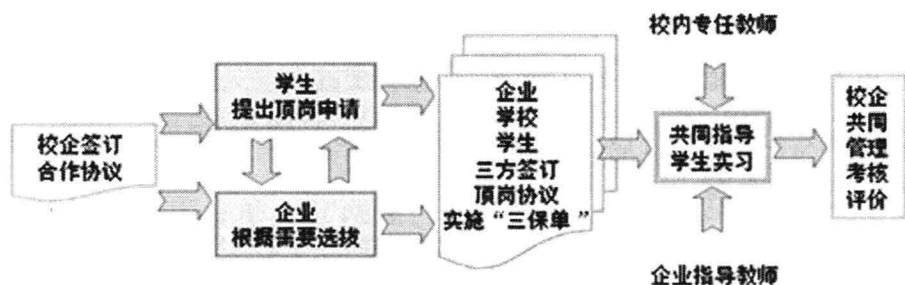 校企签订
合作协议
学生
提出顶岗申请
企业
根据需要选拔
企业
学校
学生
三方签订
顶岗协议
实施“三保单”
校内专任教师
共同指导
学生实习
企业指导教师
校企
共同
管理
考核
评价